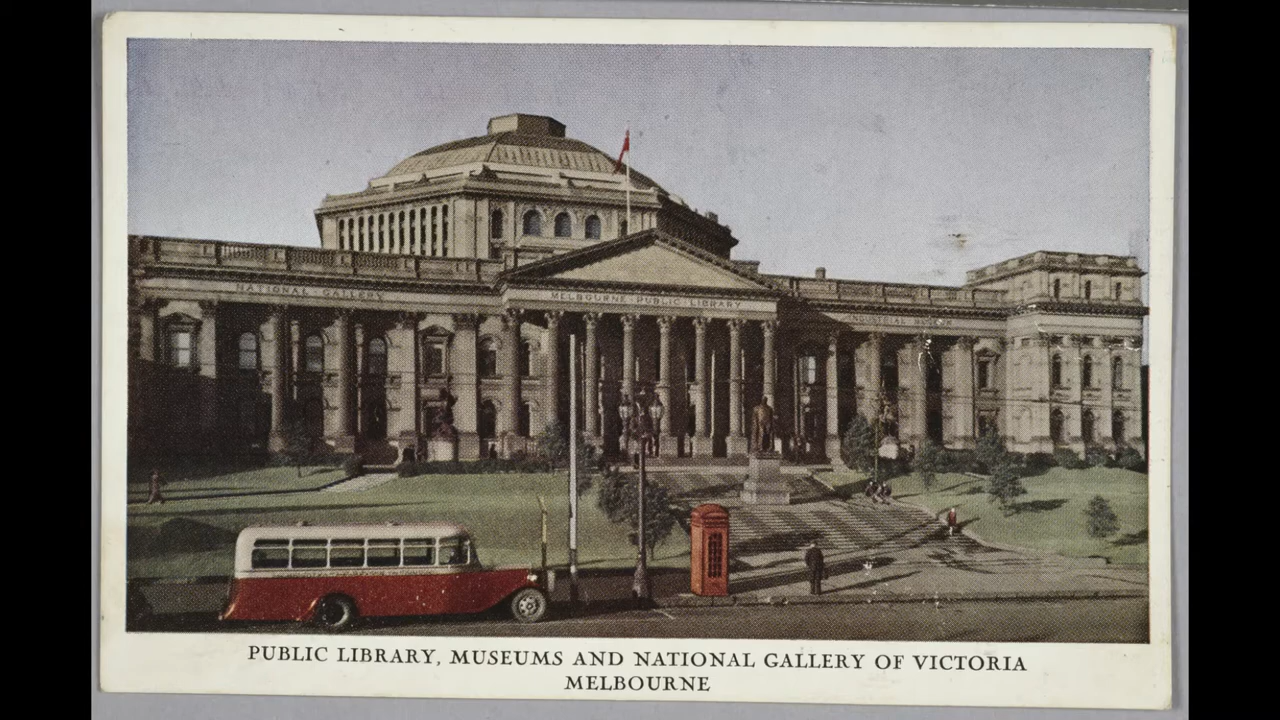 NATIONAL GALLERY
MELBOURNE PUBLIC LIBRARY
PUBLIC LIBRARY, MUSEUMS AND NATIONAL GALLERY OF VICTORIA
MELBOURNE